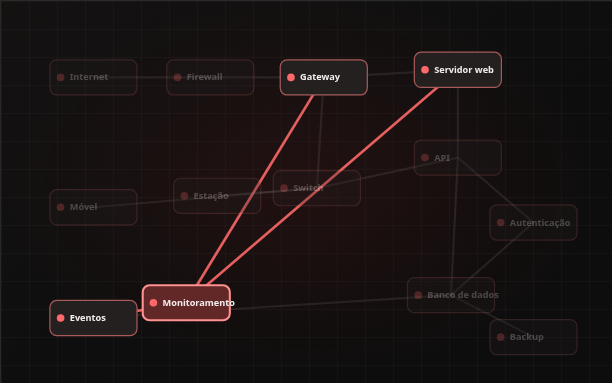 Internet
Firewall
Gateway
Servidor web
API
Switch
Estação
Móvel
Autenticação
Monitoramento
Banco de dados
Eventos
Backup